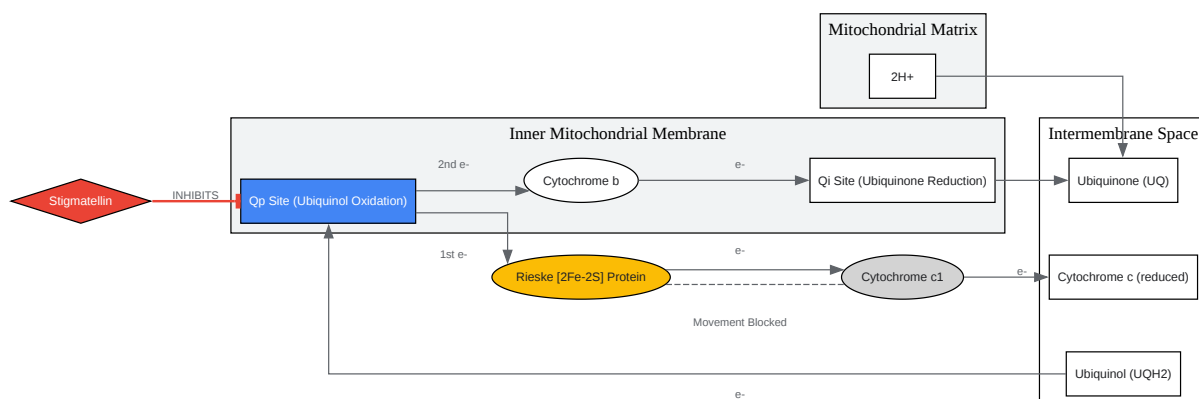 Mitochondrial Matrix
2H+
Inner Mitochondrial Membrane
Intermembrane Space
2nd e-
Cytochrome b
e-
Qi Site (Ubiquinone Reduction)
Ubiquinone (UQ)
Stigmatellin
INHIBITS
Qp Site (Ubiquinol Oxidation)
1st e-
Rieske [2Fe-2S] Protein
e-
Cytochrome c1
e-
Cytochrome c (reduced)
Movement Blocked
Ubiquinol (UQH2)
e-